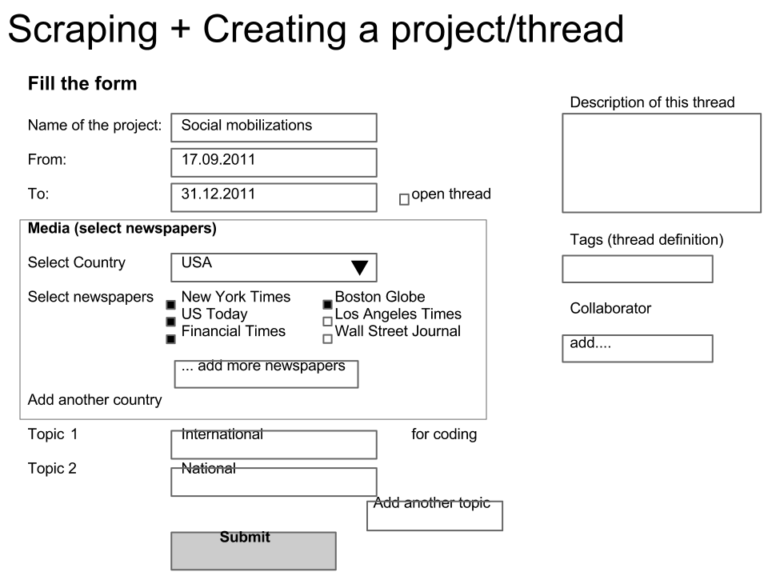 Scraping + Creating a project/thread
Fill the form
Name of the project: Social mobilizations
From: 17.09.2011
To: 31.12.2011 open thread
Media (select newspapers)
Select Country USA
Select newspapers New York Times Boston Globe
US Today Los Angeles Times
Financial Times Wall Street Journal
... add more newspapers
Add another country
Topic 1 International for coding
Topic 2 National
Add another topic
Submit
Description of this thread
Tags (thread definition)
Collaborator
add....